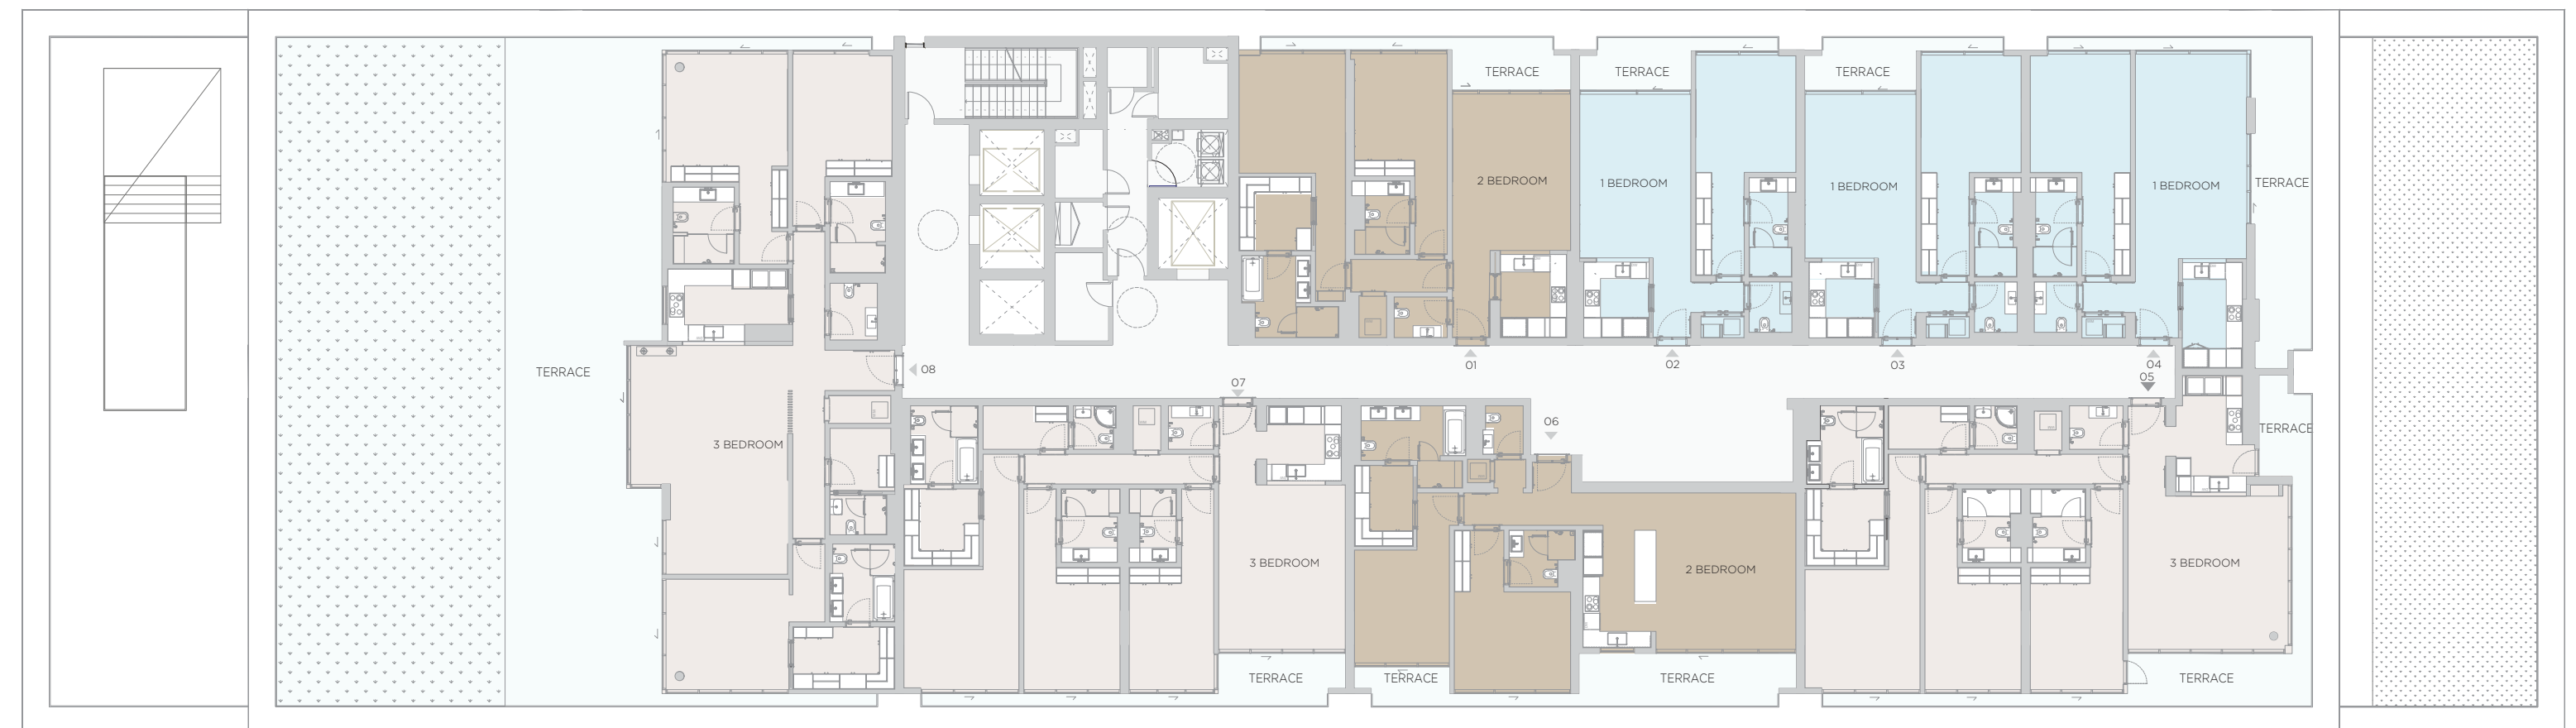 TERRACE
TERRACE
TERRACE
2 BEDROOM
1 BEDROOM
1 BEDROOM
1 BEDROOM
TERRACE
01
02
03
04
05
08
07
06
TERRACE
3 BEDROOM
TERRACE
3 BEDROOM
2 BEDROOM
3 BEDROOM
TERRACE
TERRACE
TERRACE
TERRACE